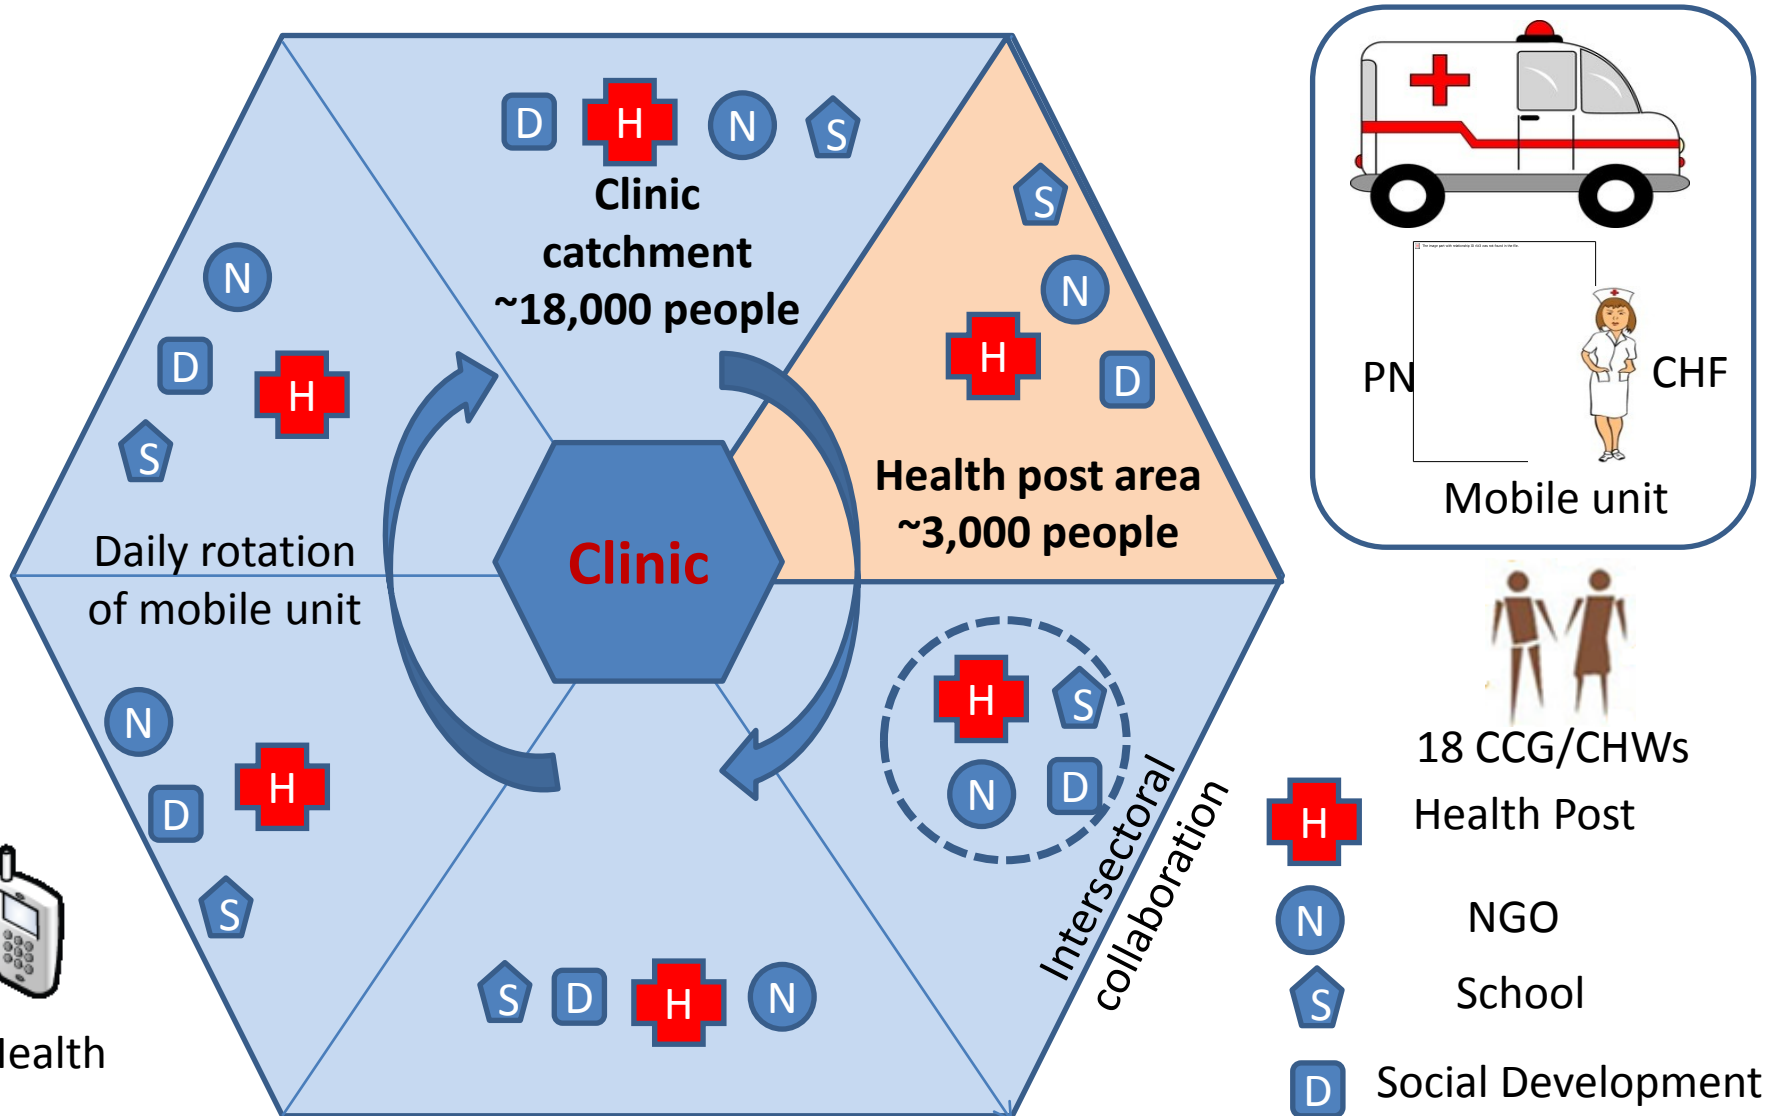 D H N S
Clinic
catchment
~18,000 people
S
N
H
D
Health post area
~3,000 people
N
D
H
S
Daily rotation
of mobile unit
Clinic
H S
N D
Intersectoral
collaboration
N
H
D
S
S D H N
Health
PN
CHF
Mobile unit
18 CCG/CHWs
H Health Post
N NGO
S School
D Social Development